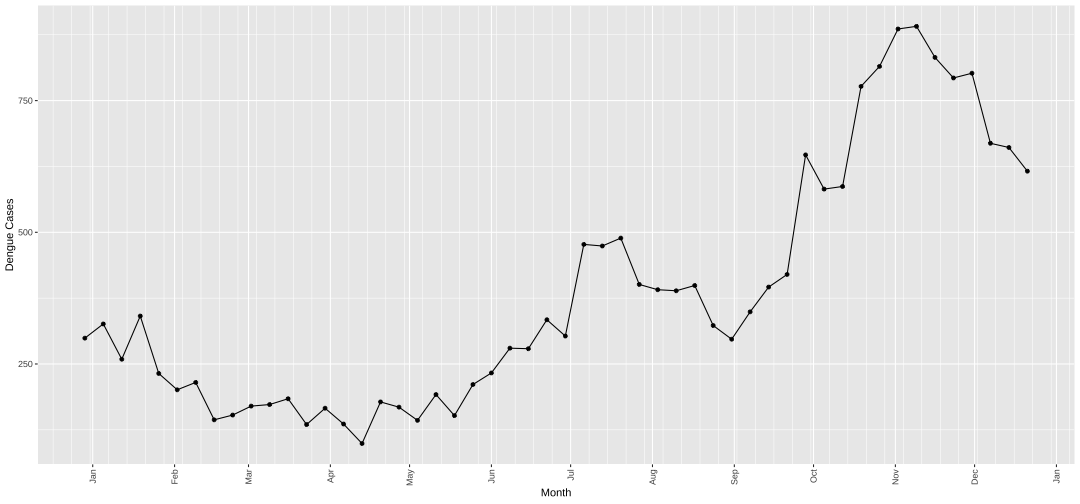 750
500
250
Dengue Cases
Jan
Feb
Mar
Apr
May
Jun
Jul
Aug
Sep
Oct
Nov
Dec
Jan
Month